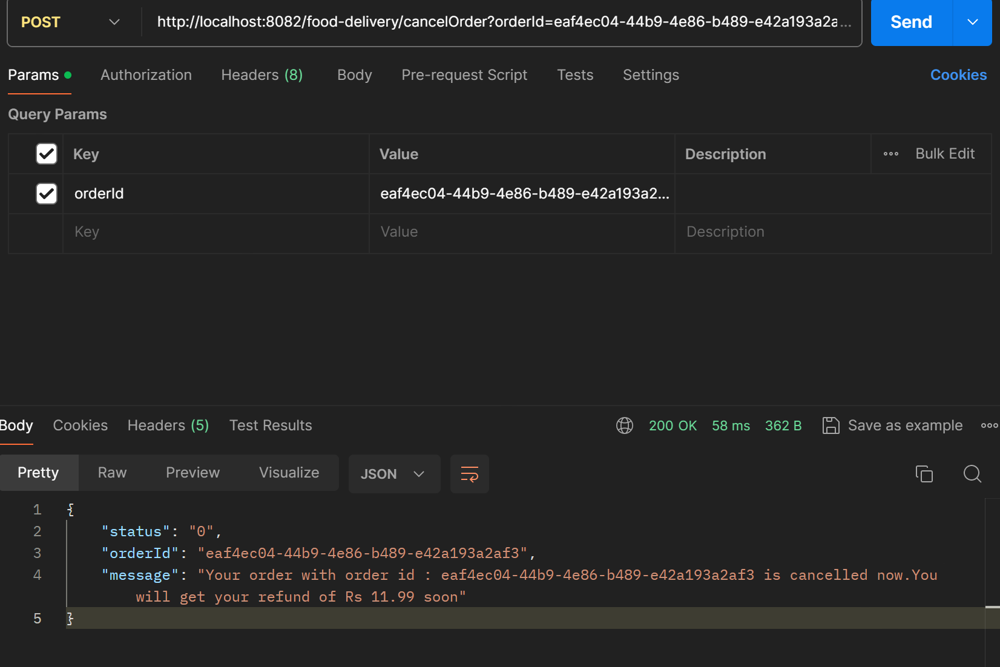 POST http://localhost:8082/food-delivery/cancelOrder?orderId=eaf4ec04-44b9-4e86-b489-e42a193a2a... Send
Params Authorization Headers (8) Body Pre-request Script Tests Settings Cookies
Query Params
Key Value Description Bulk Edit
orderId eaf4ec04-44b9-4e86-b489-e42a193a2...
Key Value Description
Body Cookies Headers (5) Test Results 200 OK 58 ms 362 B Save as example
Pretty Raw Preview Visualize JSON
1 {
2 "status": "0",
3 "orderId": "eaf4ec04-44b9-4e86-b489-e42a193a2af3",
4 "message": "Your order with order id : eaf4ec04-44b9-4e86-b489-e42a193a2af3 is cancelled now.You
will get your refund of Rs 11.99 soon"
5 }